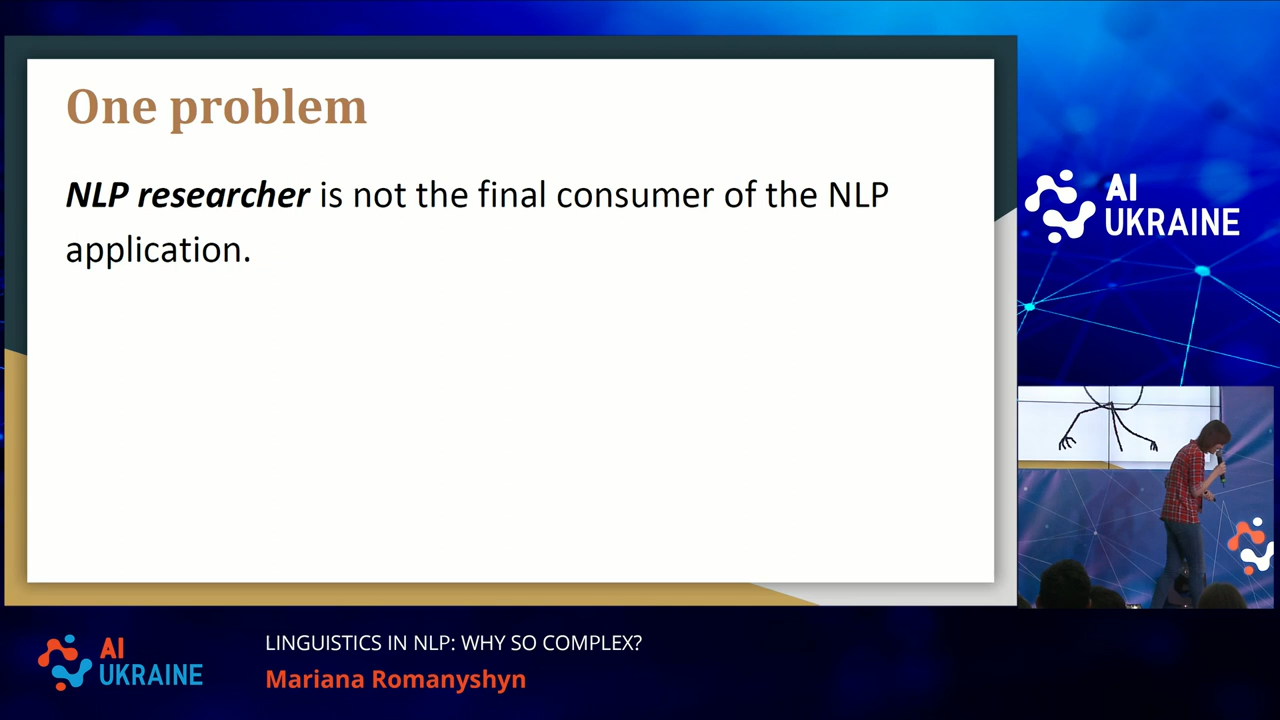 One problem
NLP researcher is not the final consumer of the NLP
application.
AI
UKRAINE
AI
UKRAINE
LINGUISTICS IN NLP: WHY SO COMPLEX?
Mariana Romanyshyn